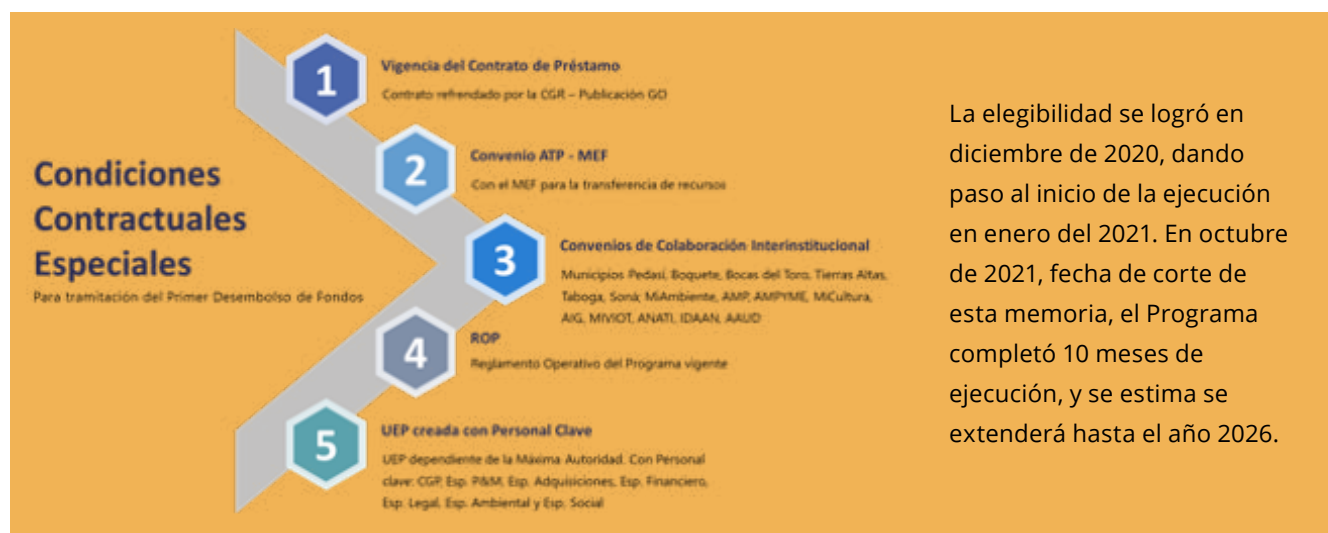 Condiciones
Contractuales
Especiales
Para tramitación del Primer Desembolso de Fondos
1
Vigencia del Contrato de Préstamo
Contrato refrendado por la CGR – Publicación GO
2
Convenio ATP - MEF
Con el MEF para la transferencia de recursos
3
Convenios de Colaboración Interinstitucional
Municipios Pedasí, Boquete, Bocas del Toro, Tierras Altas,
Taboga, Soná; MiAmbiente, AMP, AMPYME, MiCultura,
AIG, MIVIOT, ANATI, IDAAN, AAUD
4
ROP
Reglamento Operativo del Programa vigente
5
UEP creada con Personal Clave
UEP dependiente de la Máxima Autoridad. Con Personal
clave: CGP, Esp. P&M, Esp. Adquisiciones, Esp. Financiero,
Esp. Legal, Esp. Ambiental y Esp. Social
La elegibilidad se logró en
diciembre de 2020, dando
paso al inicio de la ejecución
en enero del 2021. En octubre
de 2021, fecha de corte de
esta memoria, el Programa
completó 10 meses de
ejecución, y se estima se
extenderá hasta el año 2026.